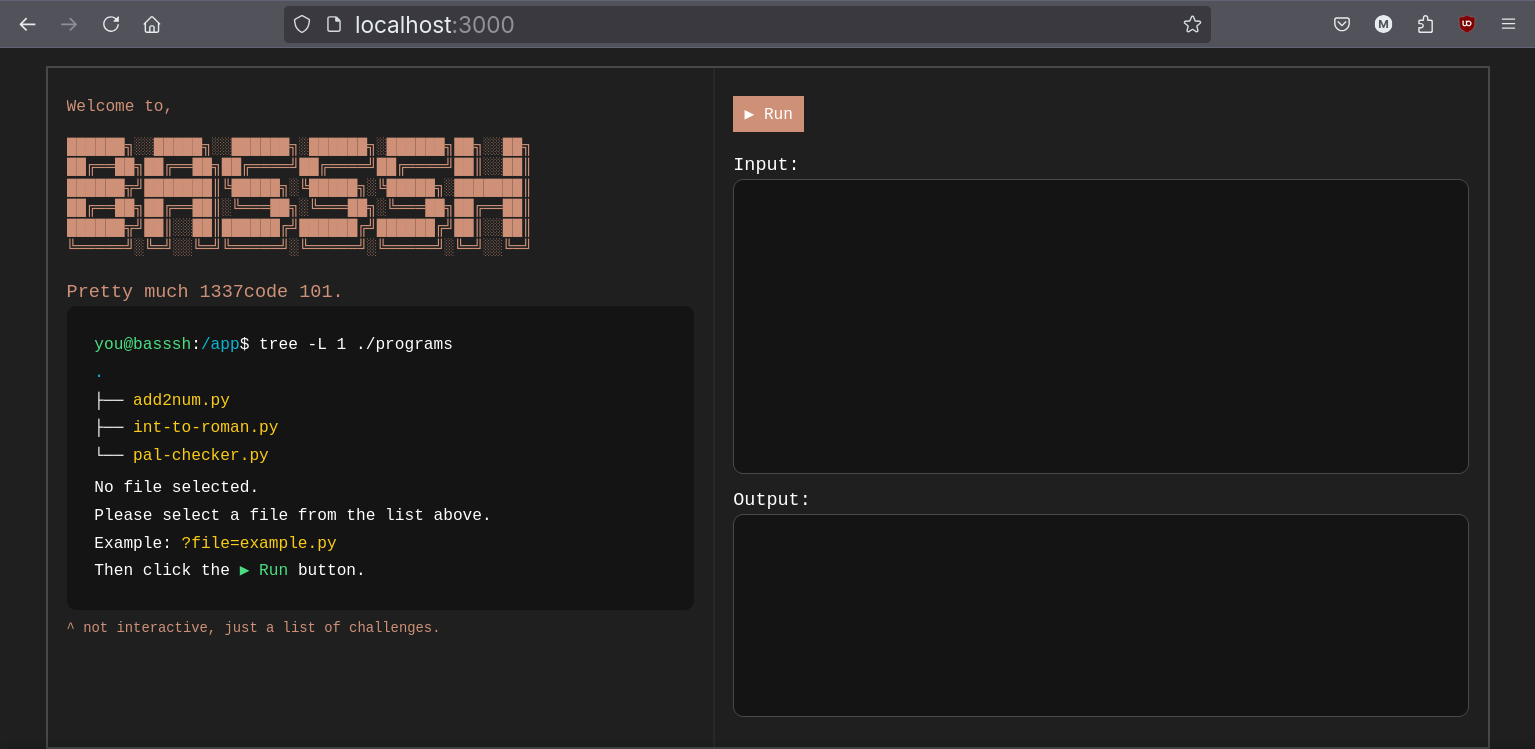 localhost:3000
Welcome to,
BASSSH
Pretty much 1337code 101.
you@basssh:/app$ tree -L 1 ./programs
.
├── add2num.py
├── int-to-roman.py
└── pal-checker.py
No file selected.
Please select a file from the list above.
Example: ?file=example.py
Then click the ▶ Run button.
^ not interactive, just a list of challenges.
▶ Run
Input:
Output: